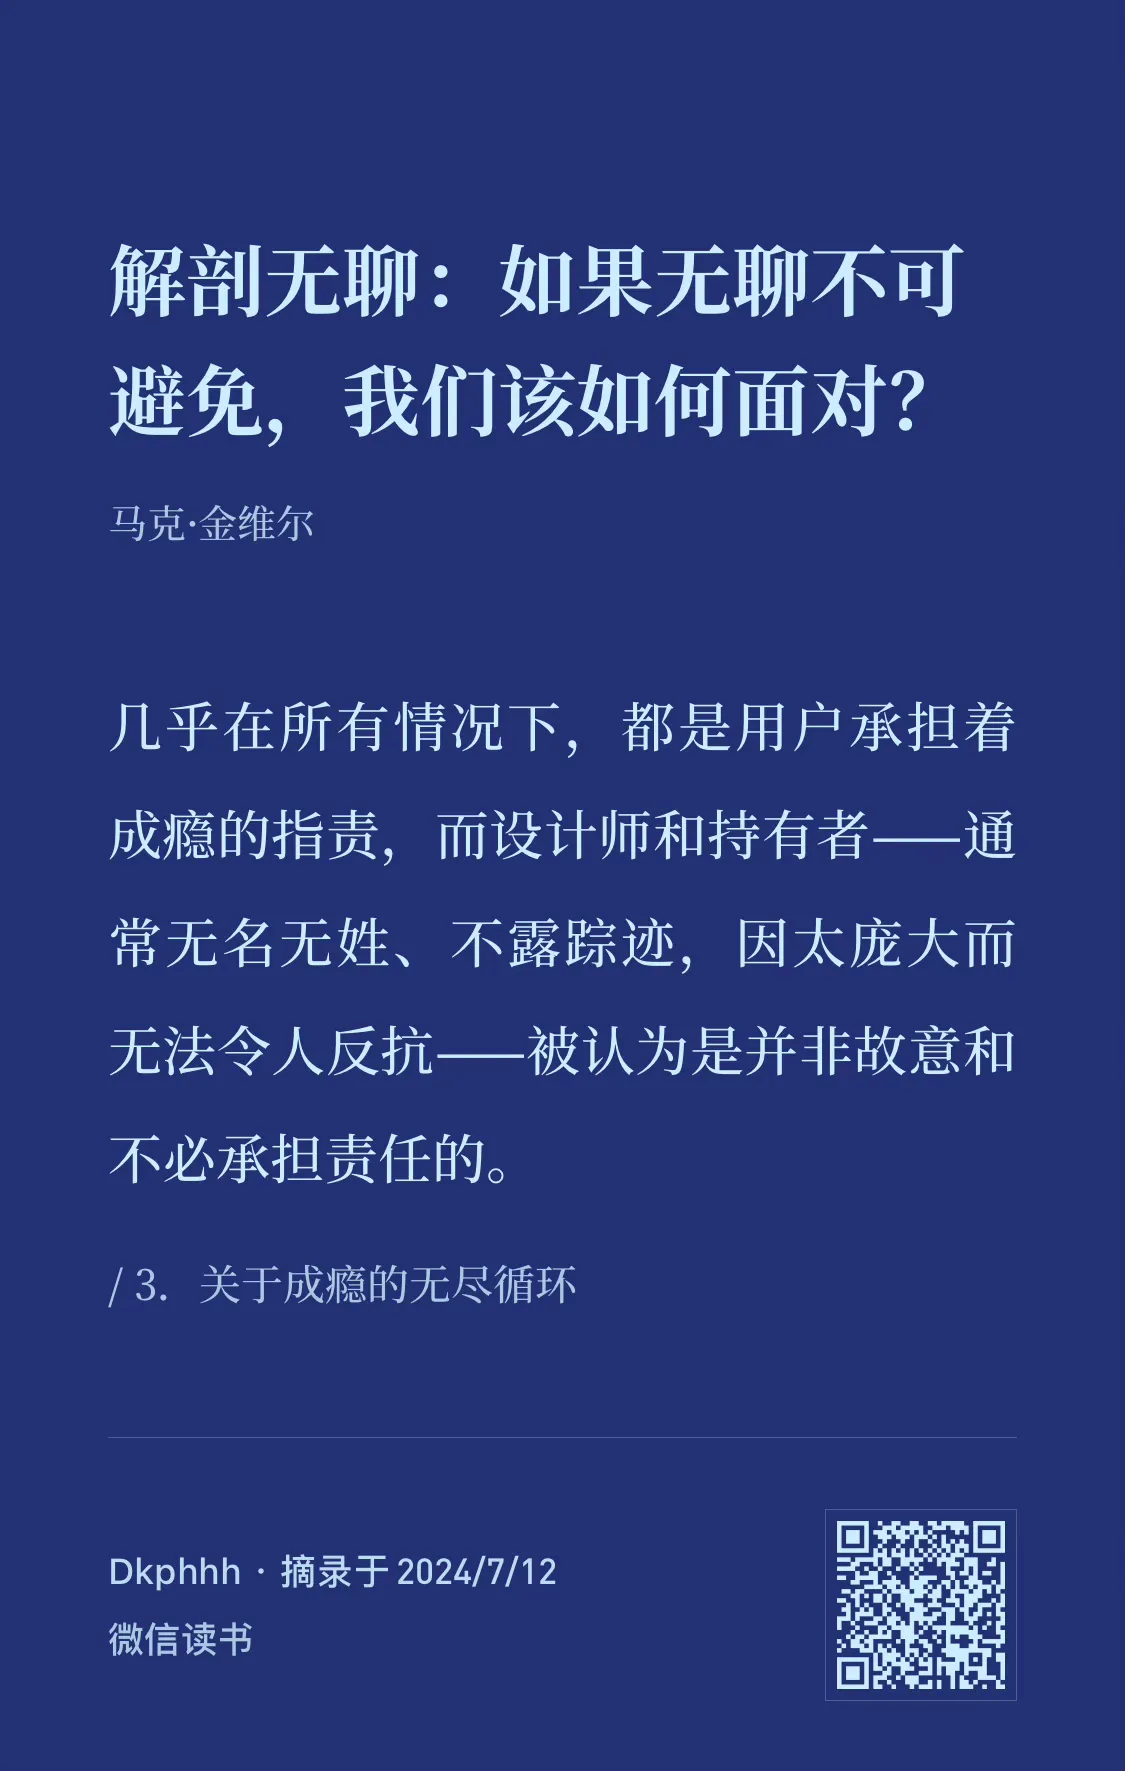 解剖无聊：如果无聊不可
避免，我们该如何面对？
马克·金维尔
几乎在所有情况下，都是用户承担着
成瘾的指责，而设计师和持有者——通
常无名无姓、不露踪迹，因太庞大而
无法令人反抗——被认为是并非故意和
不必承担责任的。
/ 3. 关于成瘾的无尽循环
Dkphhh · 摘录于 2024/7/12
微信读书